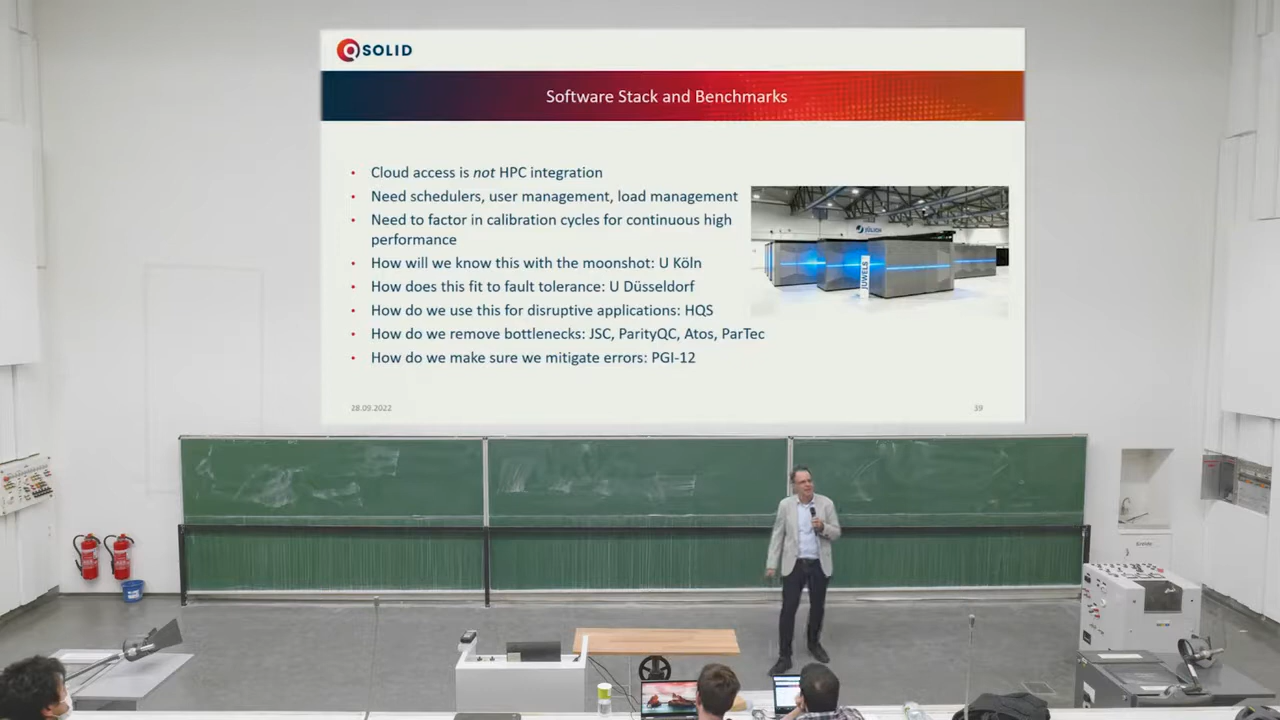 QSOLID
Software Stack and Benchmarks
• Cloud access is not HPC integration
• Need schedulers, user management, load management
• Need to factor in calibration cycles for continuous high
performance
• How will we know this with the moonshot: U Köln
• How does this fit to fault tolerance: U Düsseldorf
• How do we use this for disruptive applications: HQS
• How do we remove bottlenecks: JSC, ParityQC, Atos, ParTec
• How do we make sure we mitigate errors: PGI-12
JÜLICH
JUWELS
28.09.2022
39